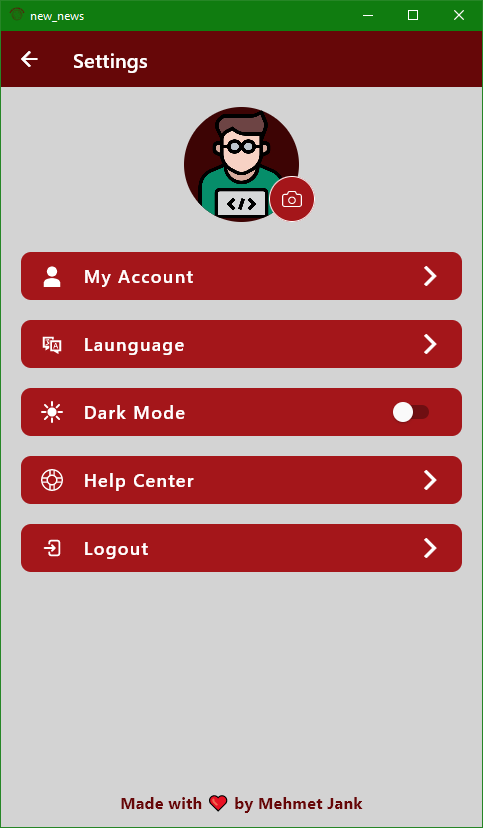 new_news
Settings
</>
My Account
Launguage
Dark Mode
Help Center
Logout
Made with ❤ by Mehmet Jank